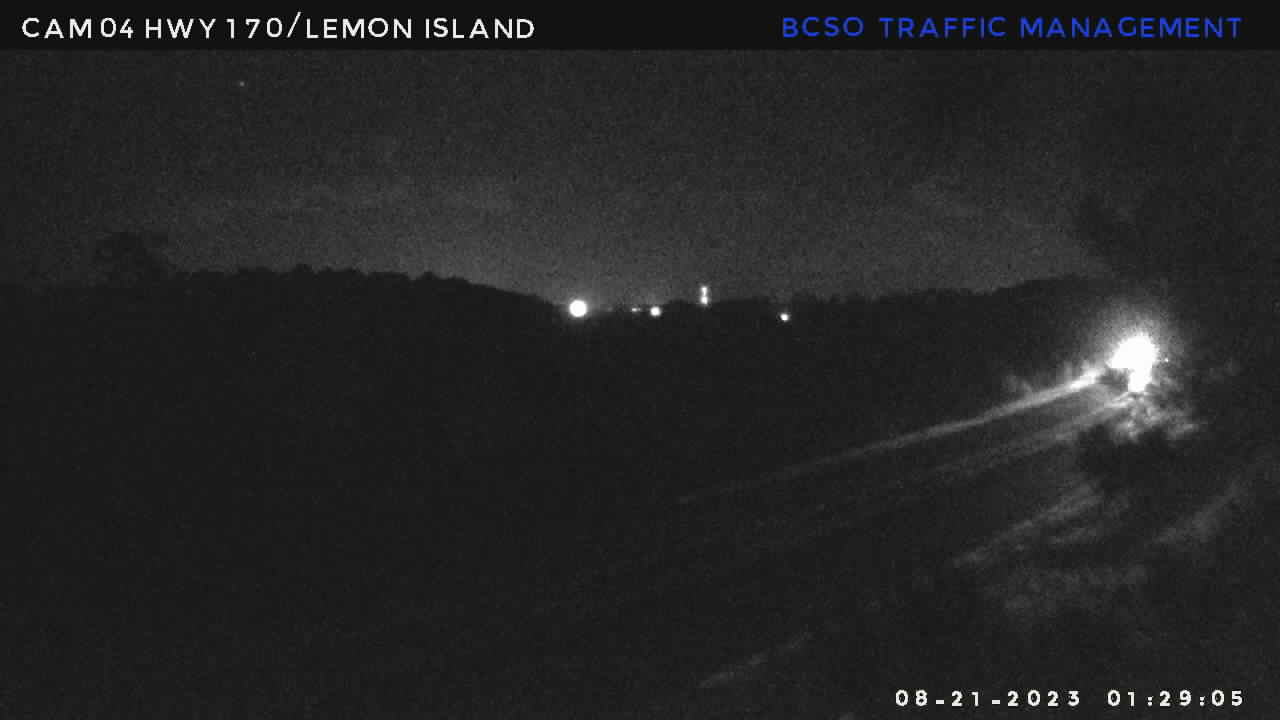 CAM04 HWY 170/LEMON ISLAND
BCSO TRAFFIC MANAGEMENT
08-21-2023 01:29:05